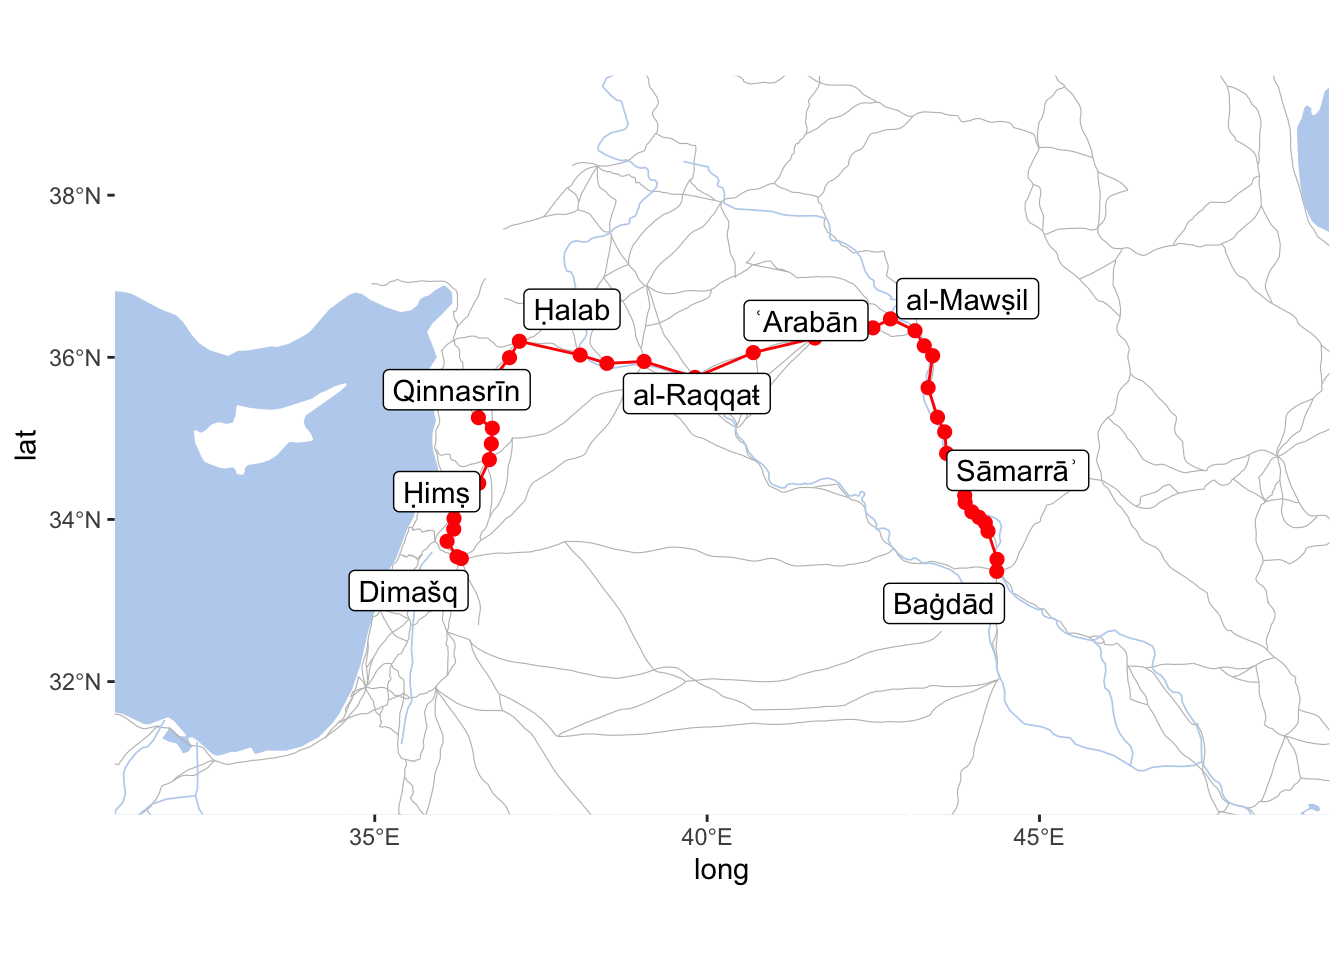 38°N
36°N
34°N
32°N
lat
Ḥalab
al-Mawṣil
ʿArabān
Qinnasrīn
al-Raqqaŧ
Ḥimṣ
Sāmarrāʾ
Dimašq
Baġdād
35°E
40°E
45°E
long